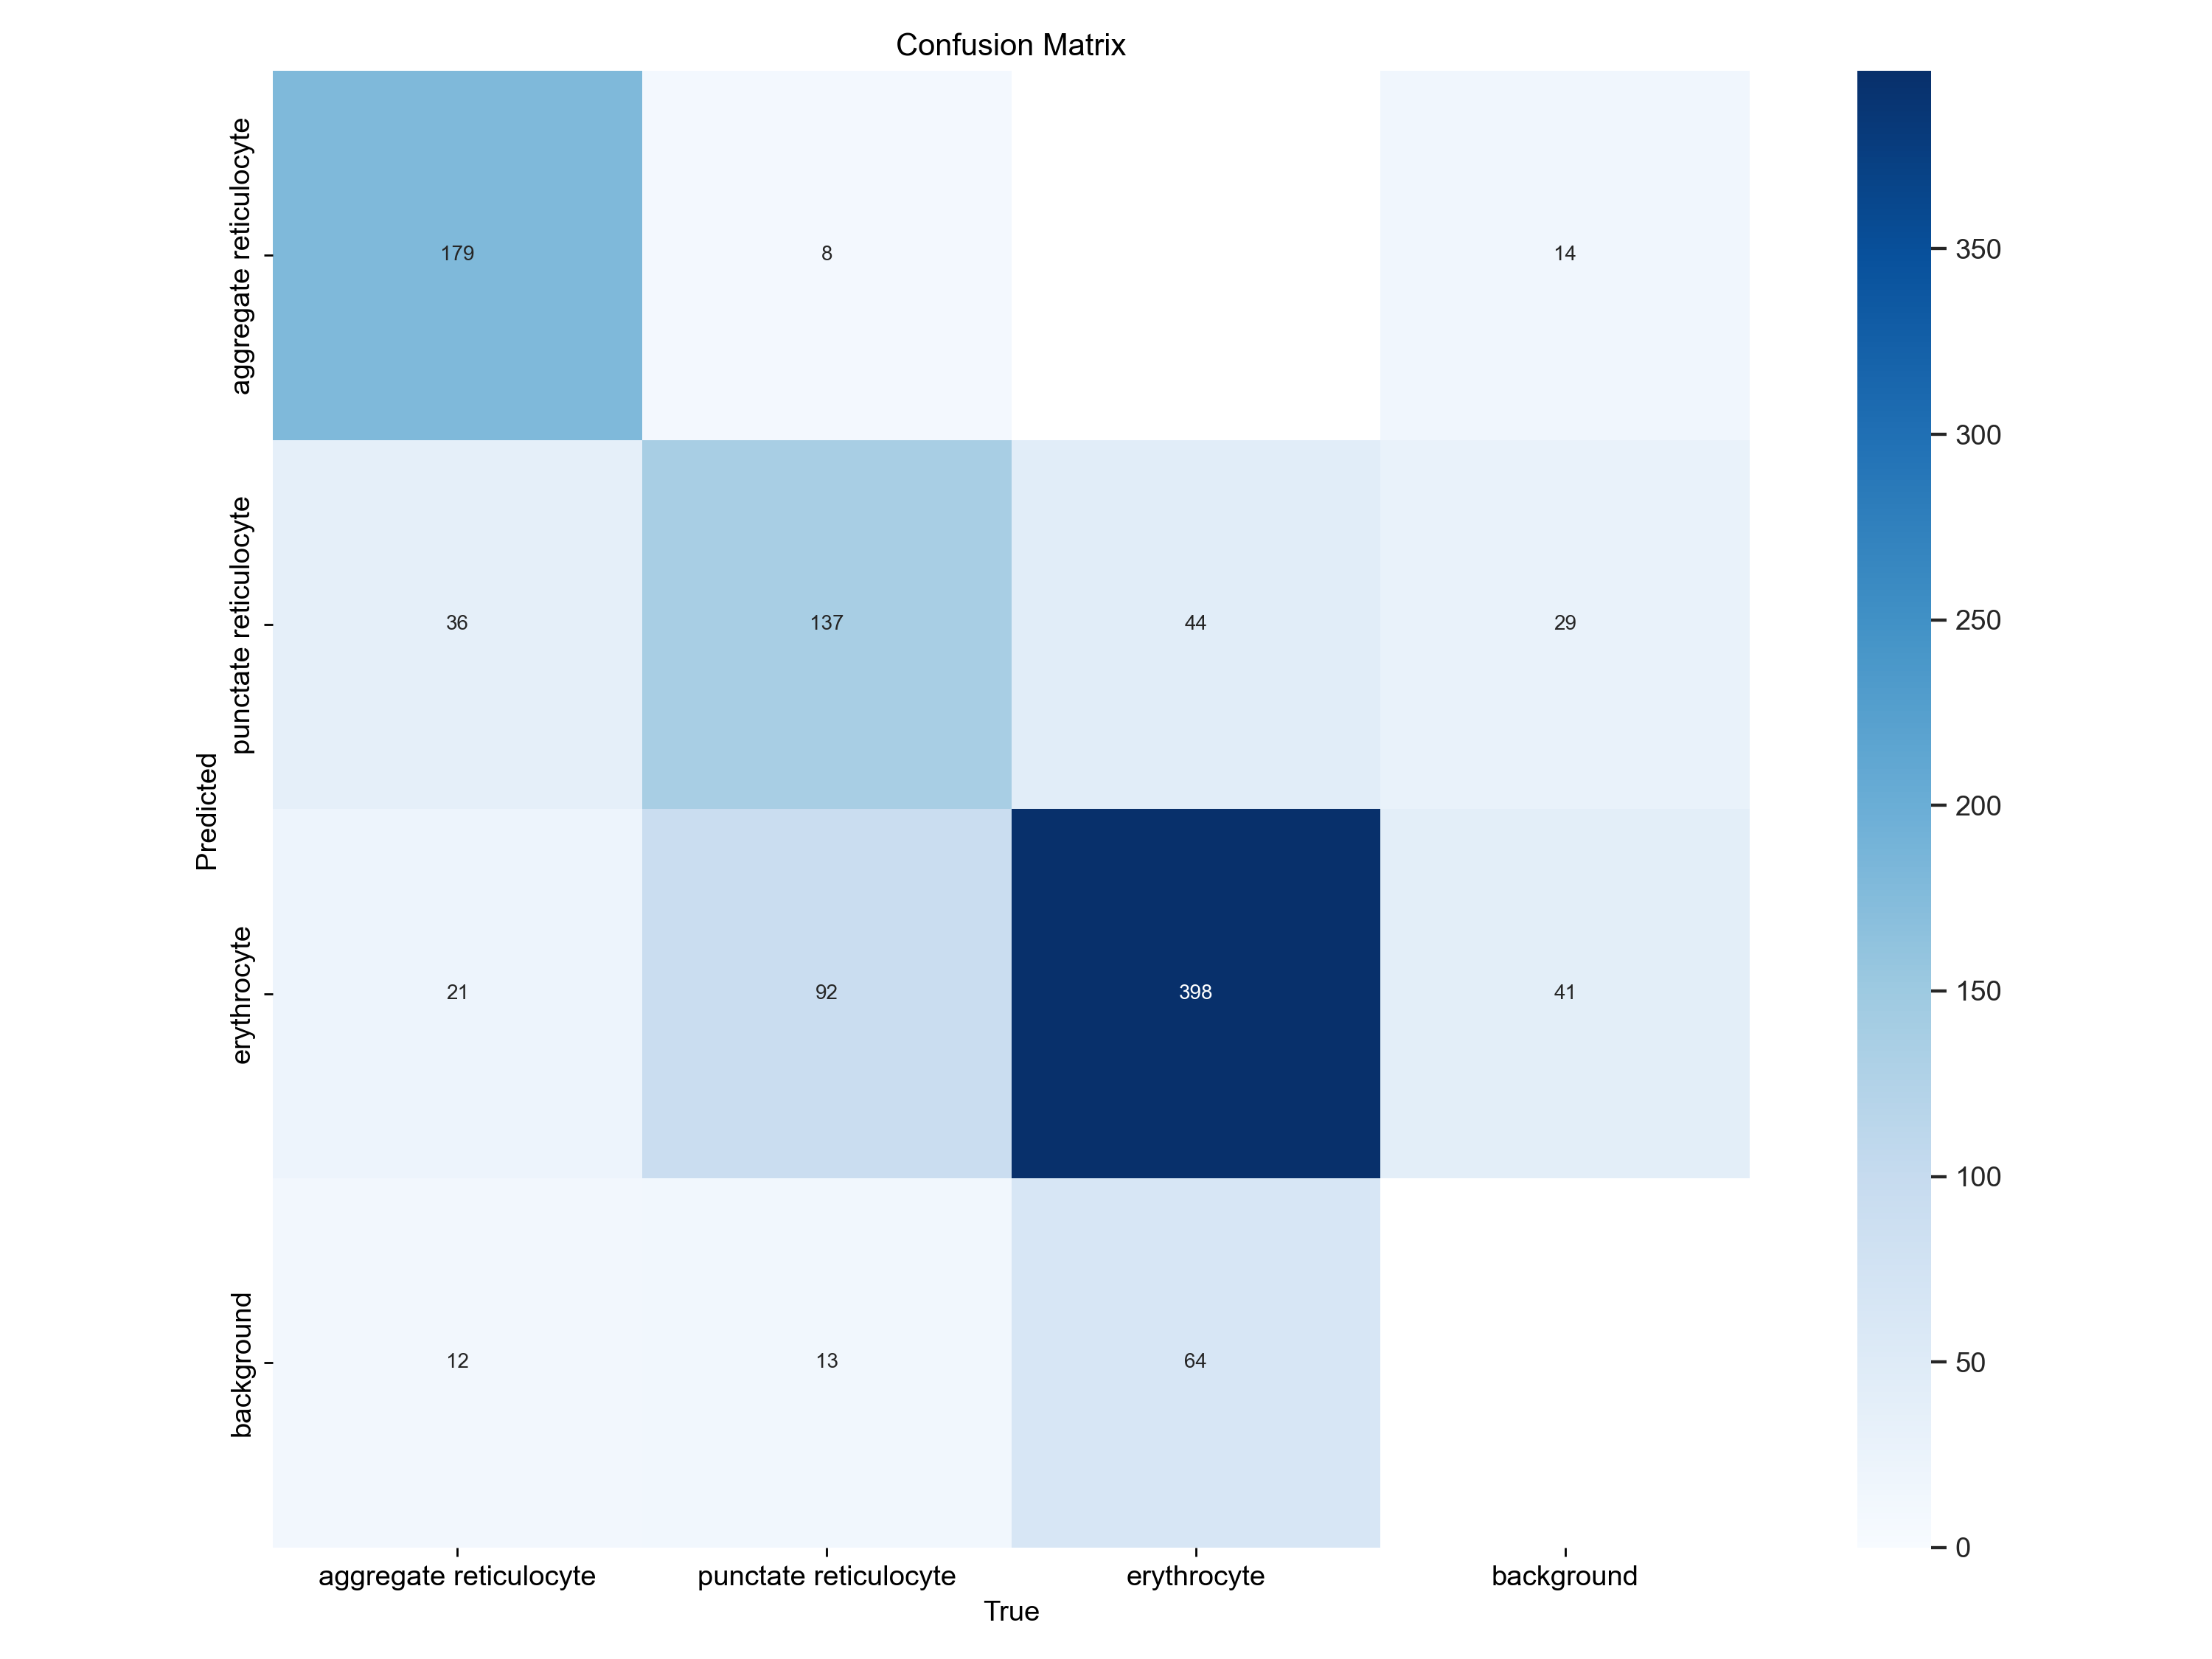 Confusion Matrix
aggregate reticulocyte
179
8
14
punctate reticulocyte
36
137
44
29
Predicted
erythrocyte
21
92
398
41
background
12
13
64
aggregate reticulocyte
punctate reticulocyte
erythrocyte
background
True
350
300
250
200
150
100
50
0